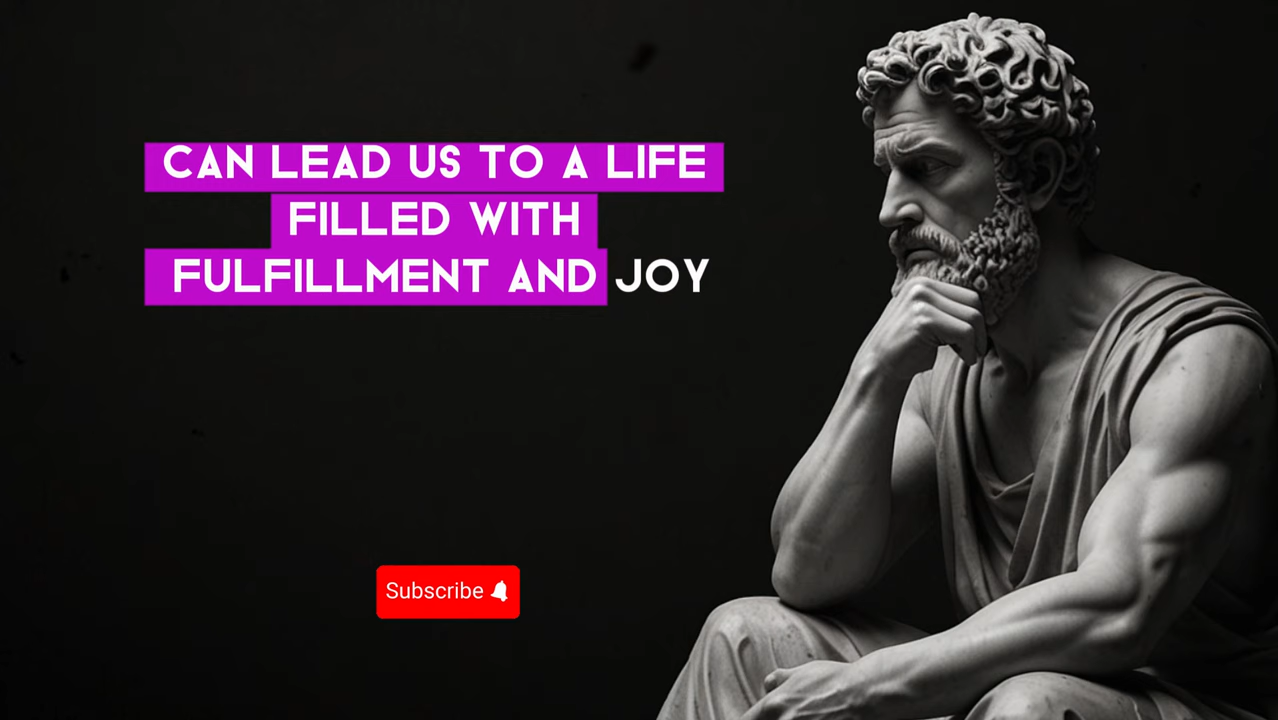 CAN LEAD US TO A LIFE
FILLED WITH
FULFILLMENT AND JOY
Subscribe